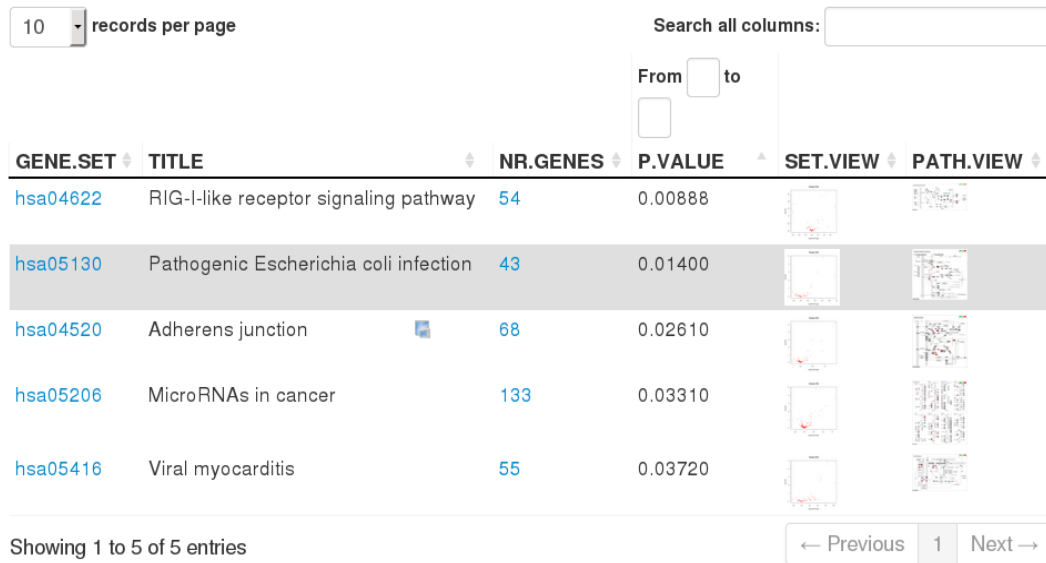 10 records per page Search all columns:
From to
GENE.SET TITLE NR.GENES P.VALUE SET.VIEW PATH.VIEW
hsa04622 RIG-I-like receptor signaling pathway 54 0.00888
hsa05130 Pathogenic Escherichia coli infection 43 0.01400
hsa04520 Adherens junction 68 0.02610
hsa05206 MicroRNAs in cancer 133 0.03310
hsa05416 Viral myocarditis 55 0.03720
Showing 1 to 5 of 5 entries ← Previous 1 Next →